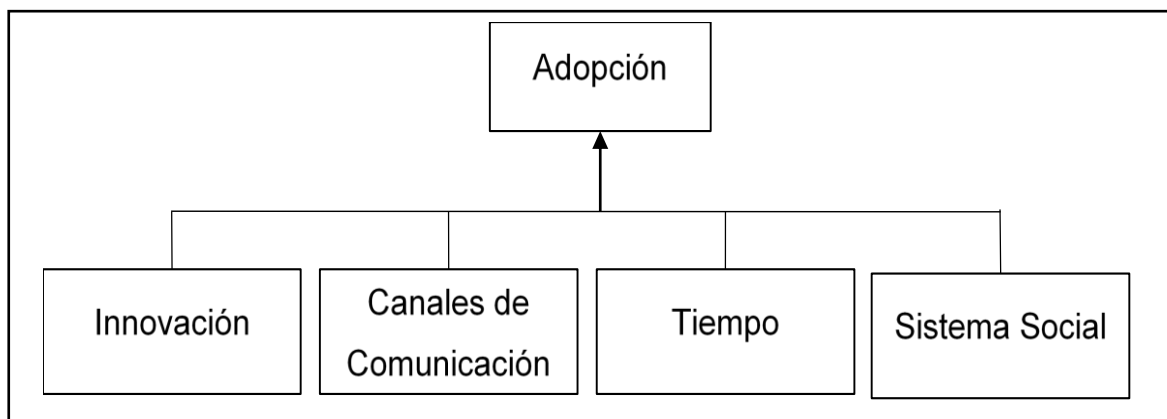 Adopción
Innovación
Canales de
Comunicación
Tiempo
Sistema Social